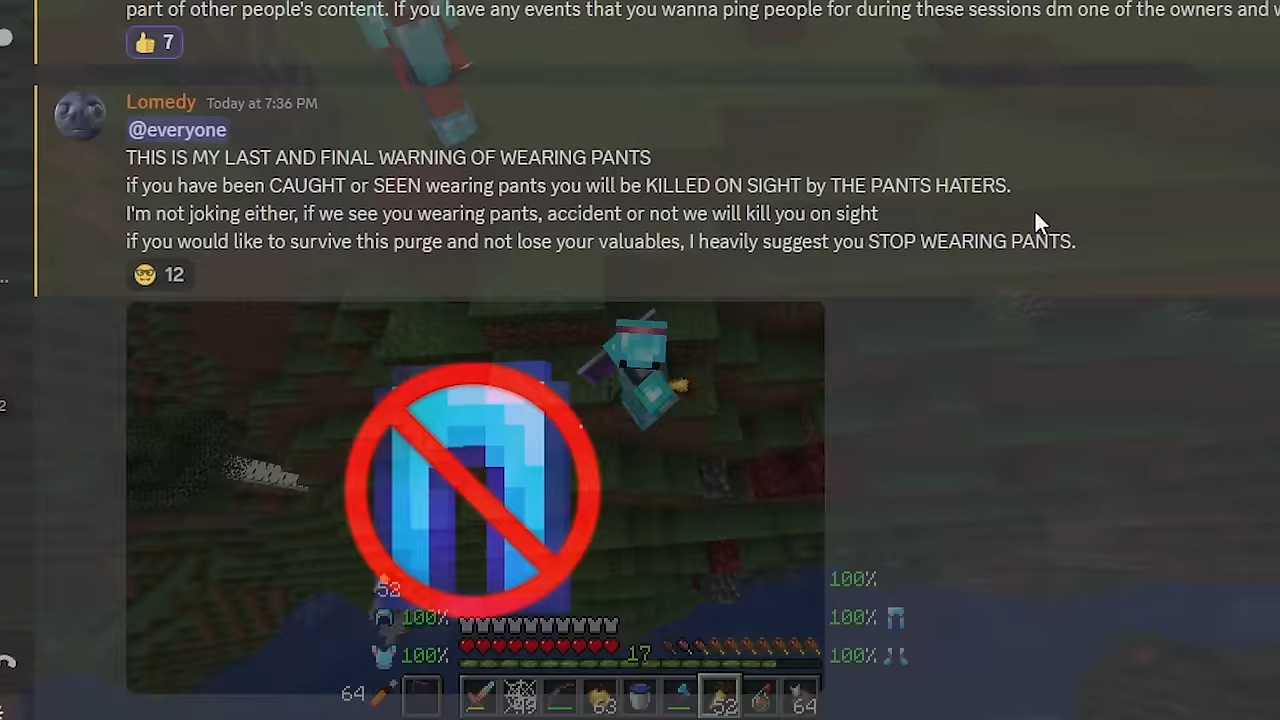 part of other people's content. If you have any events that you wanna ping people for during these sessions dm one of the owners and w
7
Lomedy Today at 7:36 PM
@everyone
THIS IS MY LAST AND FINAL WARNING OF WEARING PANTS
if you have been CAUGHT or SEEN wearing pants you will be KILLED ON SIGHT by THE PANTS HATERS.
I'm not joking either, if we see you wearing pants, accident or not we will kill you on sight
if you would like to survive this purge and not lose your valuables, I heavily suggest you STOP WEARING PANTS.
12
2
52
100%
100% 100%
17
100% 100%
64 49 63 52 64